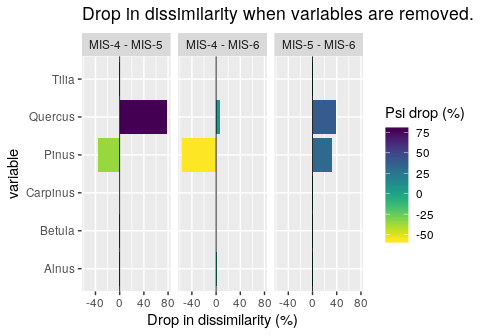 Drop in dissimilarity when variables are removed.
MIS-4 - MIS-5
MIS-4 - MIS-6
MIS-5 - MIS-6
variable
Tilia
Quercus
Pinus
Carpinus
Betula
Alnus
-40 0 40 80
-40 0 40 80
-40 0 40 80
Drop in dissimilarity (%)
Psi drop (%)
75
50
25
0
-25
-50